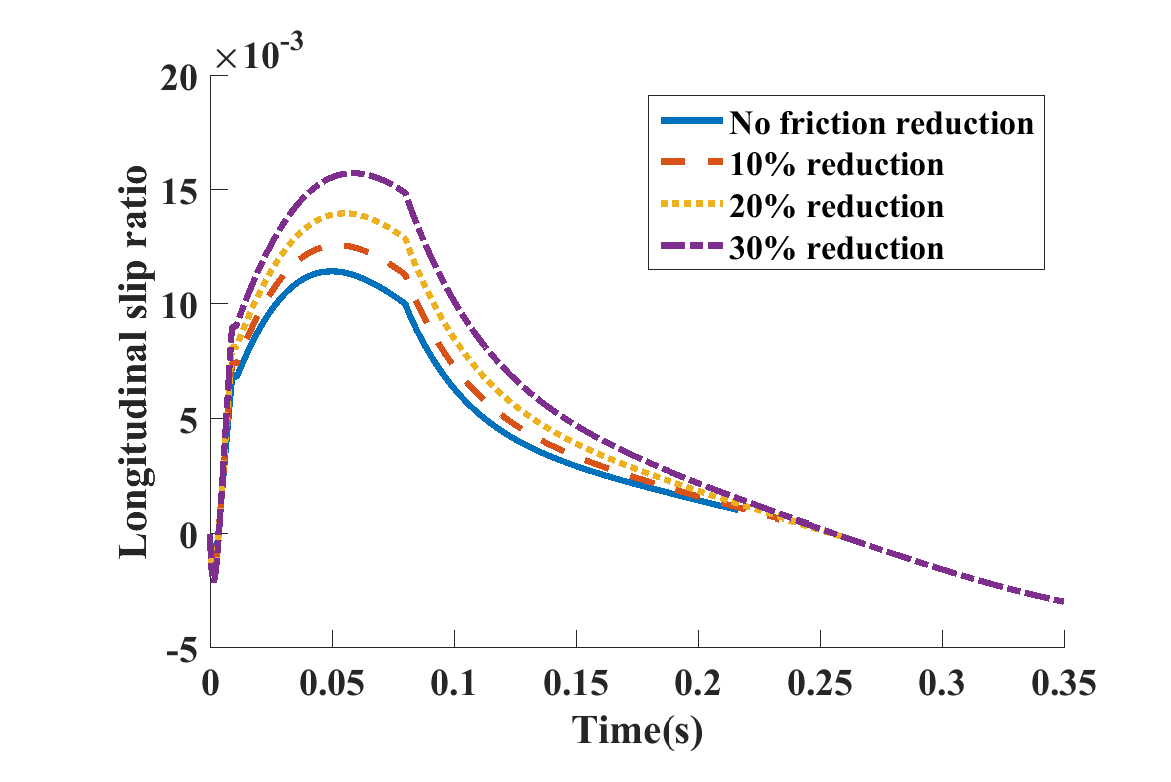 ×10-3
20
15
10
5
0
-5
0 0.05 0.1 0.15 0.2 0.25 0.3 0.35
Time(s)
Longitudinal slip ratio
No friction reduction
10% reduction
20% reduction
30% reduction